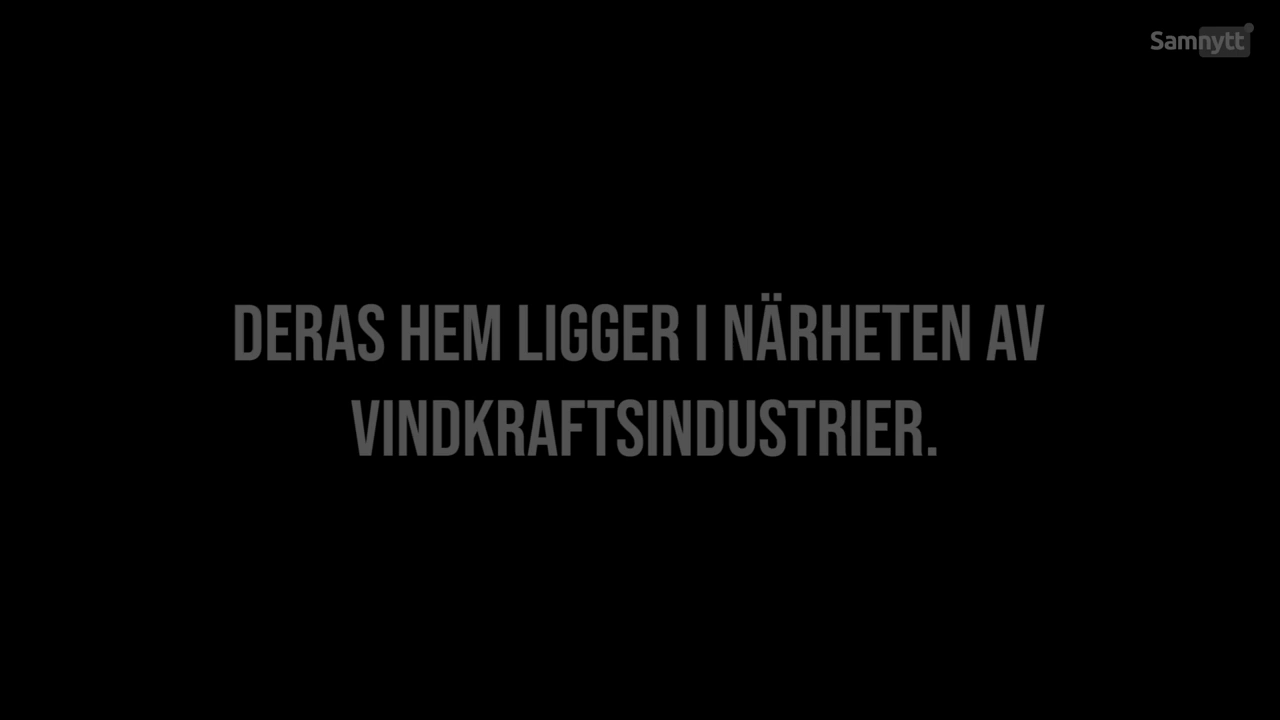 Samnytt
DERAS HEM LIGGER I NÄRHETEN AV
VINDKRAFTSINDUSTRIER.